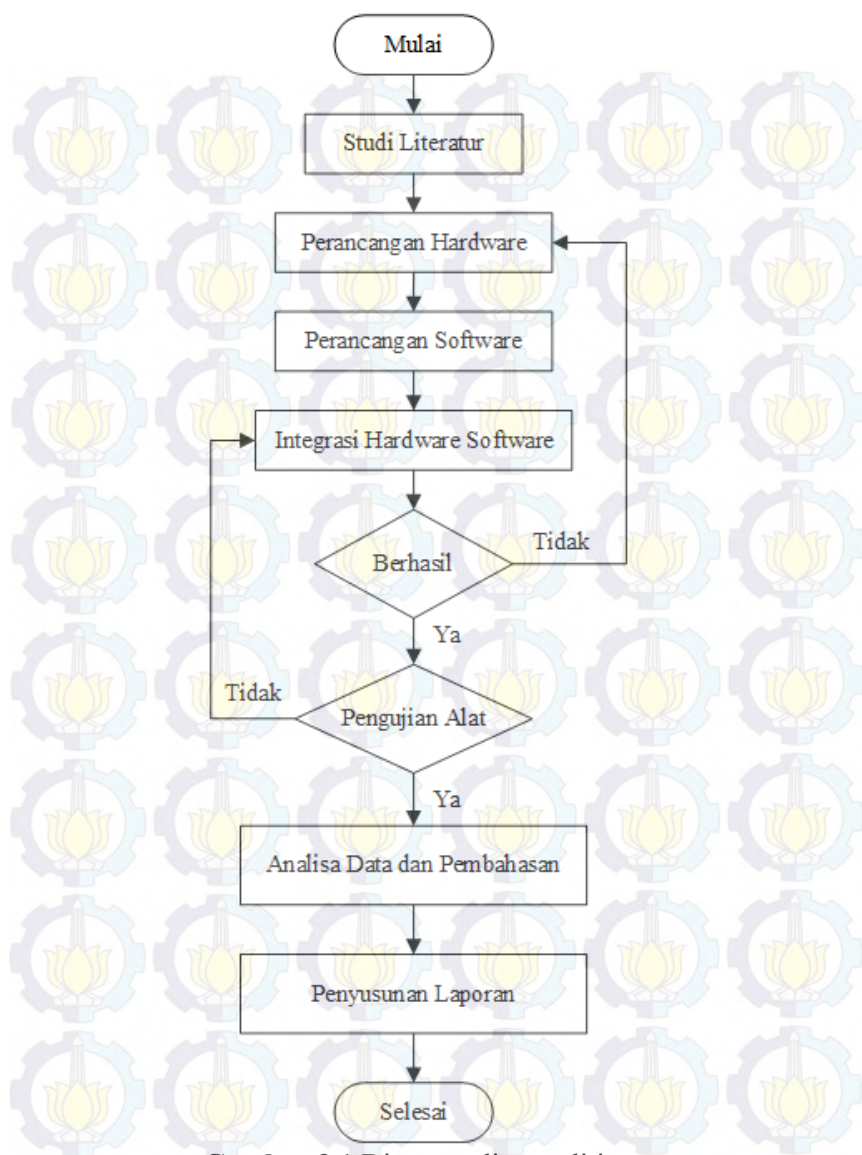 Mulai
Studi Literatur
Perancangan Hardware
Perancangan Software
Integrasi Hardware Software
Berhasil
Tidak
Ya
Tidak
Pengujian Alat
Ya
Analisa Data dan Pembahasan
Penyusunan Laporan
Selesai